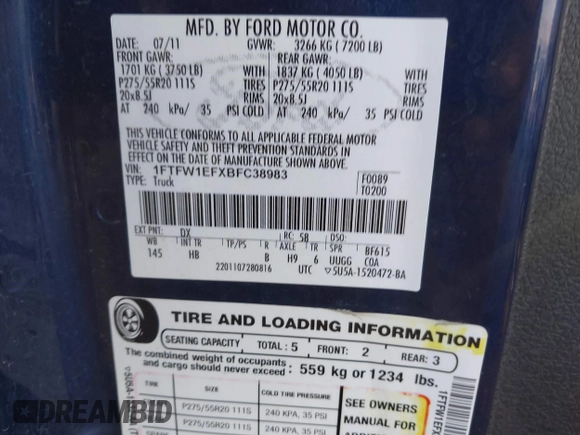 MFD. BY FORD MOTOR CO.
DATE: 07/11 GVWR: 3266 KG ( 7200 LB)
FRONT GAWR: REAR GAWR:
1701 KG ( 3750 LB) WITH 1837 KG ( 4050 LB) WITH
P275/55R20 111S TIRES P275/55R20 111S TIRES
20x8.5J RIMS 20x8.5J RIMS
AT 240 kPa/ 35 PSI COLD AT 240 kPa/ 35 PSI COLD
THIS VEHICLE CONFORMS TO ALL APPLICABLE FEDERAL MOTOR
VEHICLE SAFETY AND THEFT PREVENTION STANDARDS IN
EFFECT ON THE DATE OF MANUFACTURE SHOWN ABOVE.
VIN: 1FTFW1EFXBFC38983
TYPE: Truck
F0089
T0200
EXT PNT: DX RC: 5B DSO:
WB INT TR TP/PS R AXLE TR SPR BF615
145 HB B H9 6 UUGG COA
2201107280816 UTC ▽5U5A-1520472-BA
TIRE AND LOADING INFORMATION
SEATING CAPACITY TOTAL: 5 FRONT: 2 REAR: 3
The combined weight of occupants
and cargo should never exceed: 559 kg or 1234 lbs.
TIRE SIZE COLD TIRE PRESSURE
P275/55R20 111S 240 KPA, 35 PSI
P275/55R20 111S 240 KPA, 35 PSI
SEE OWNERS
MANUAL FOR
1FTFW1EFX
▽5U5A-1
DREAMBID